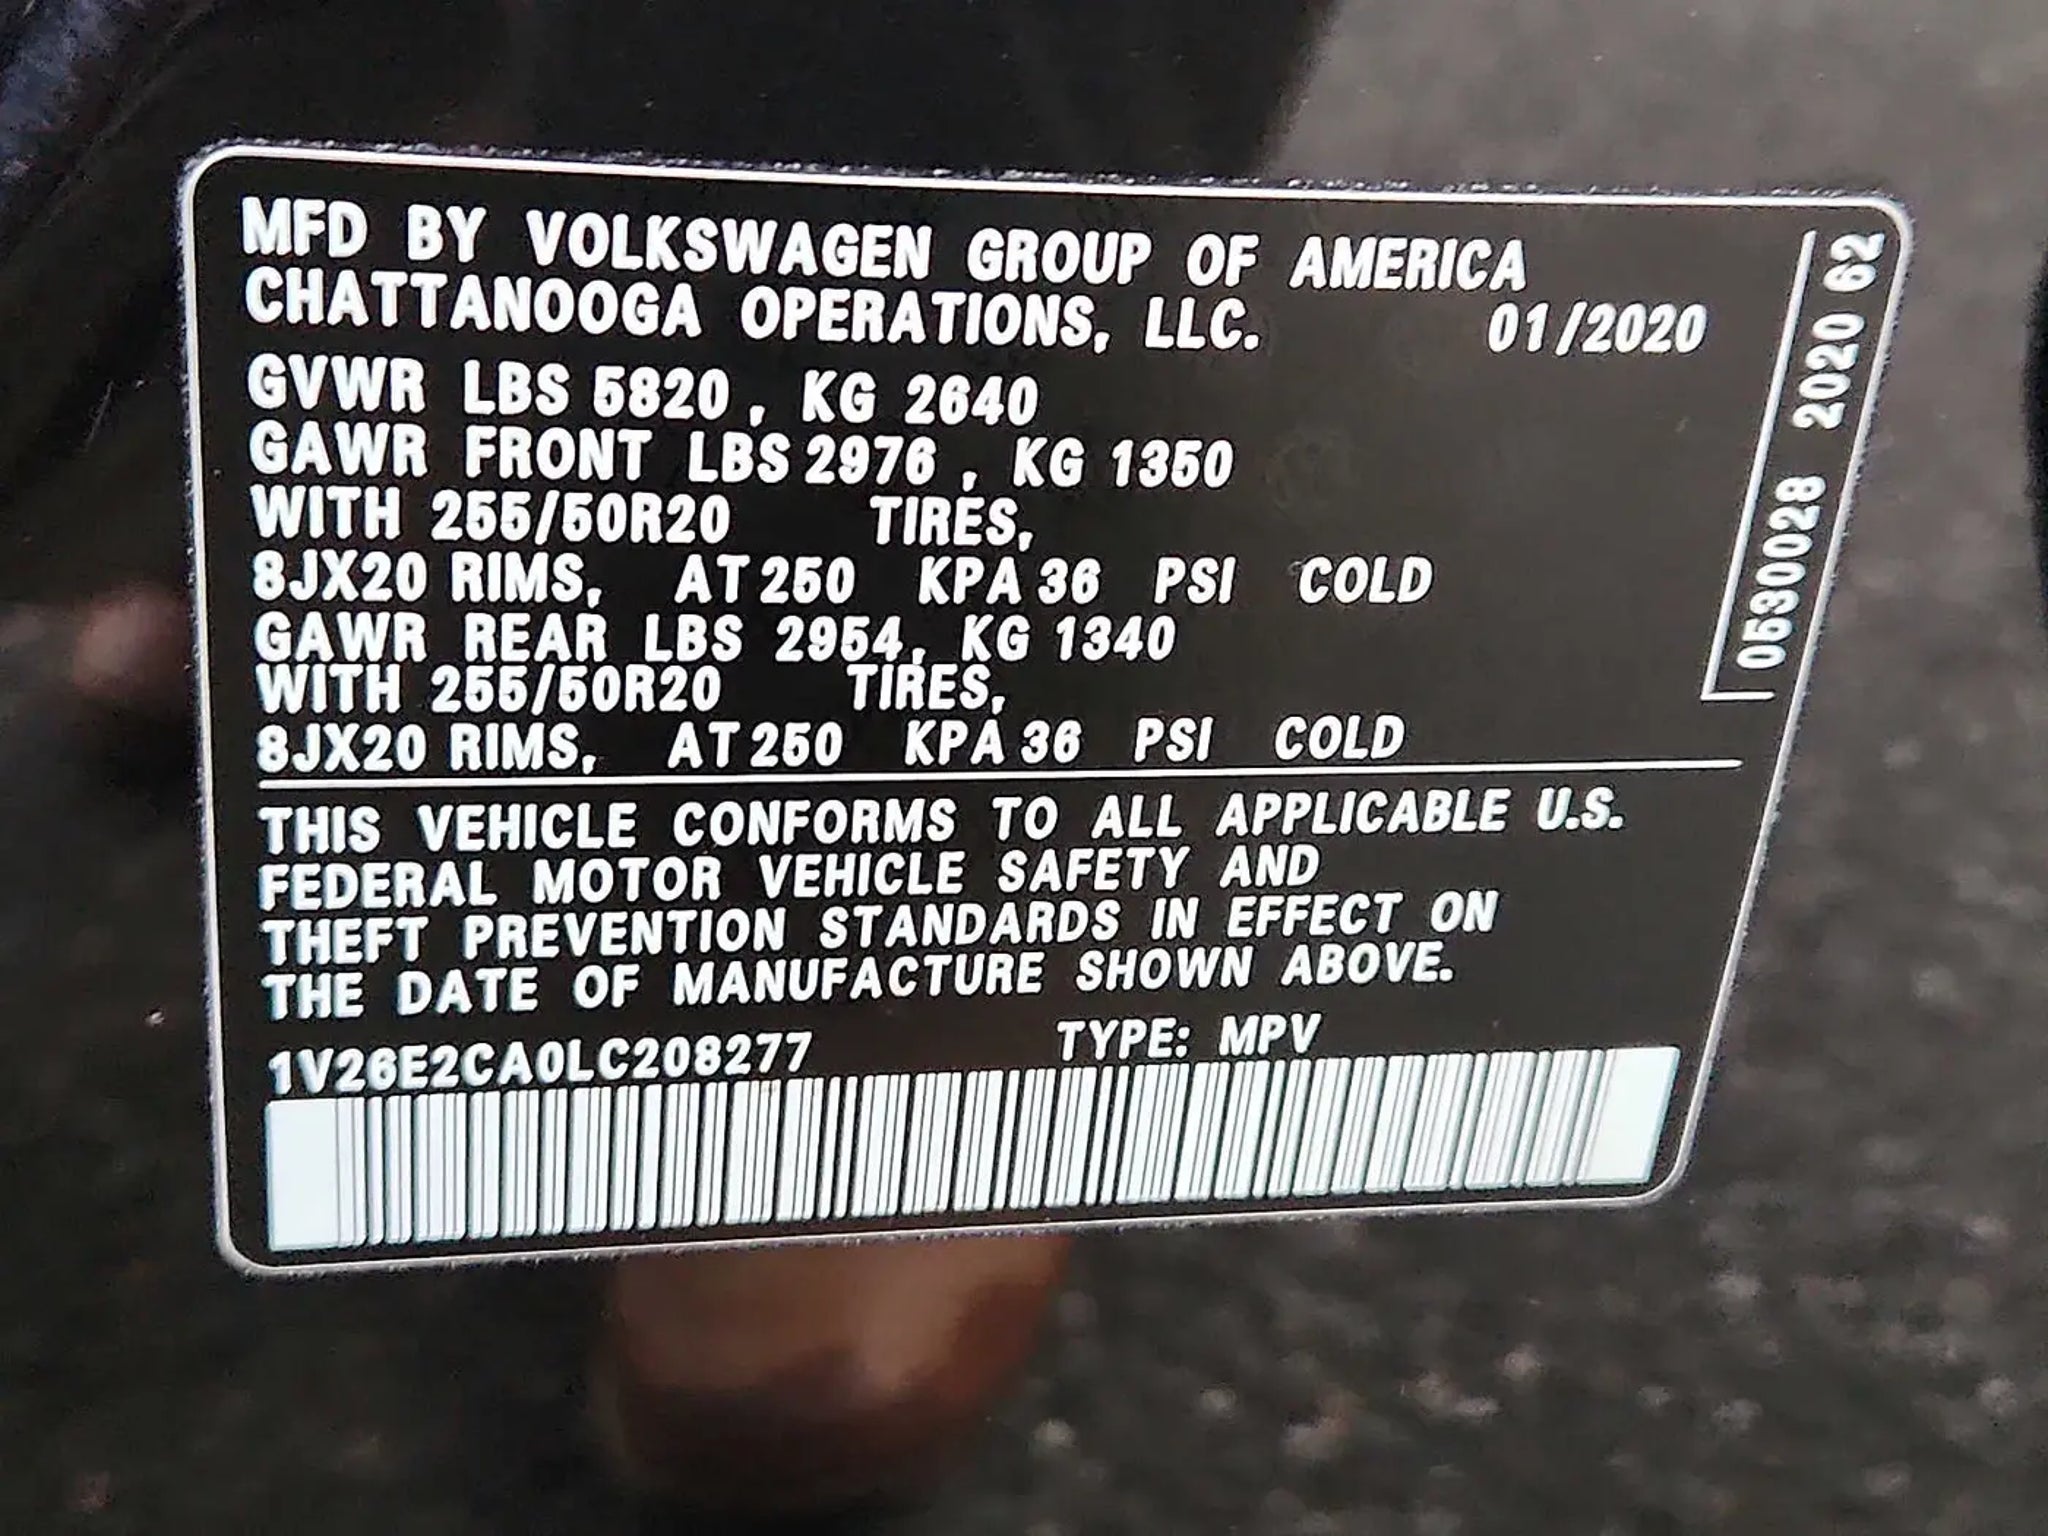 MFD BY VOLKSWAGEN GROUP OF AMERICA
CHATTANOOGA OPERATIONS, LLC. 01/2020
GVWR LBS 5820 , KG 2640
GAWR FRONT LBS 2976 , KG 1350
WITH 255/50R20 TIRES,
8JX20 RIMS, AT 250 KPA 36 PSI COLD
GAWR REAR LBS 2954, KG 1340
WITH 255/50R20 TIRES,
8JX20 RIMS, AT 250 KPA 36 PSI COLD
THIS VEHICLE CONFORMS TO ALL APPLICABLE U.S.
FEDERAL MOTOR VEHICLE SAFETY AND
THEFT PREVENTION STANDARDS IN EFFECT ON
THE DATE OF MANUFACTURE SHOWN ABOVE.
1V26E2CA0LC208277 TYPE: MPV
0530028 2020 62